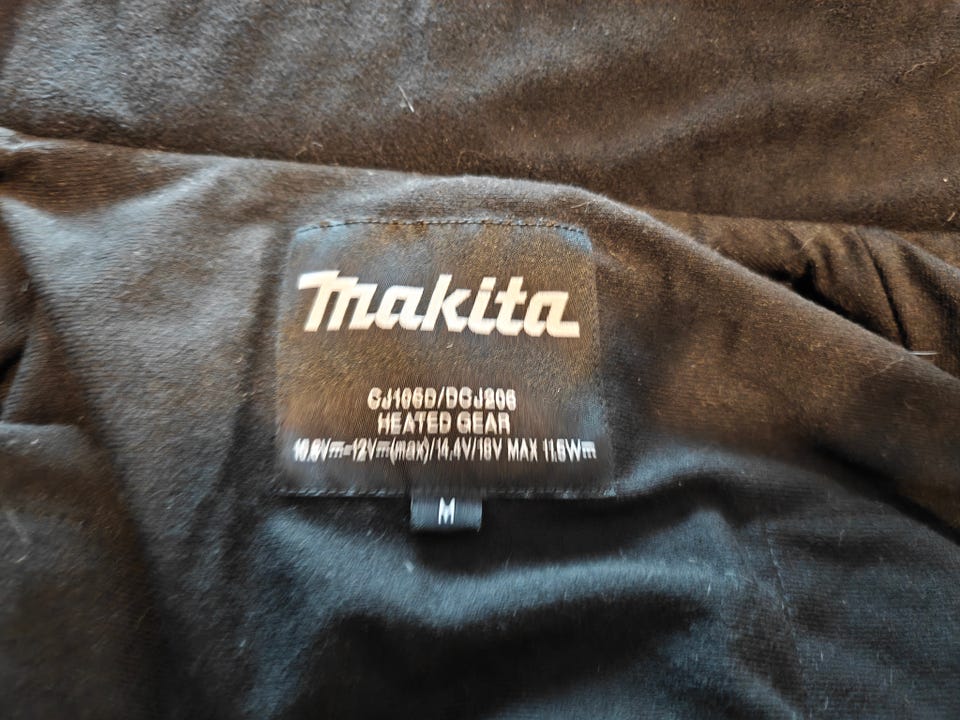 makita
CJ106D/DCJ206
HEATED GEAR
10,8V⎓-12V⎓(max)/14,4V/18V MAX 11.5W⎓
M